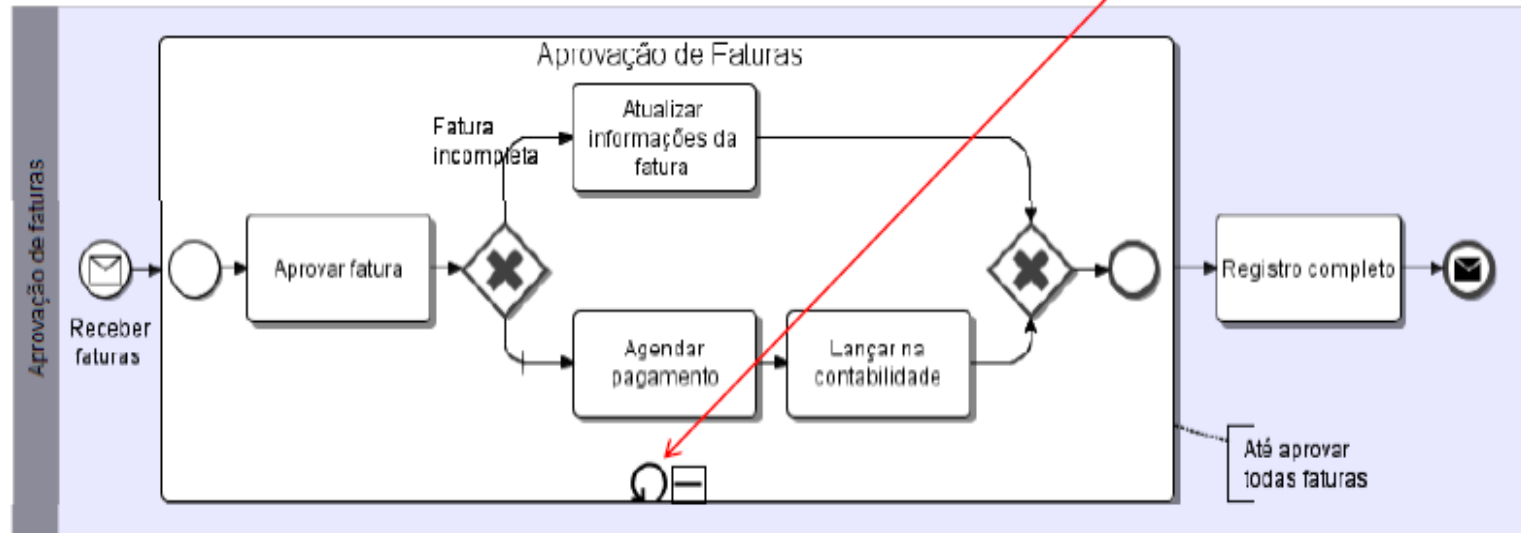 Aprovação de faturas
Receber
faturas
Aprovação de Faturas
Aprovar fatura
Fatura
incompleta
Atualizar
informações da
fatura
Agendar
pagamento
Lançar na
contabilidade
Registro completo
Até aprovar
todas faturas